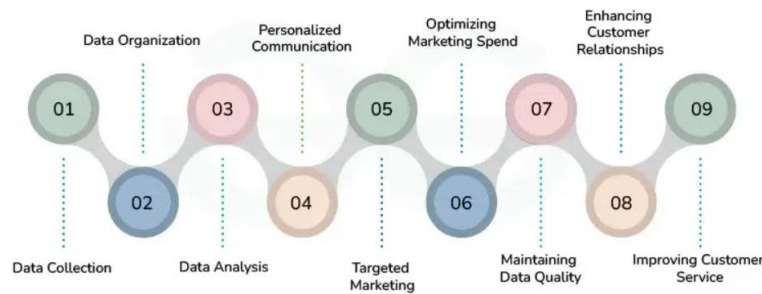 Data Organization
Personalized
Communication
Optimizing
Marketing Spend
Enhancing
Customer
Relationships
01
03
05
07
09
02
04
06
08
Data Collection
Data Analysis
Targeted
Marketing
Maintaining
Data Quality
Improving Customer
Service